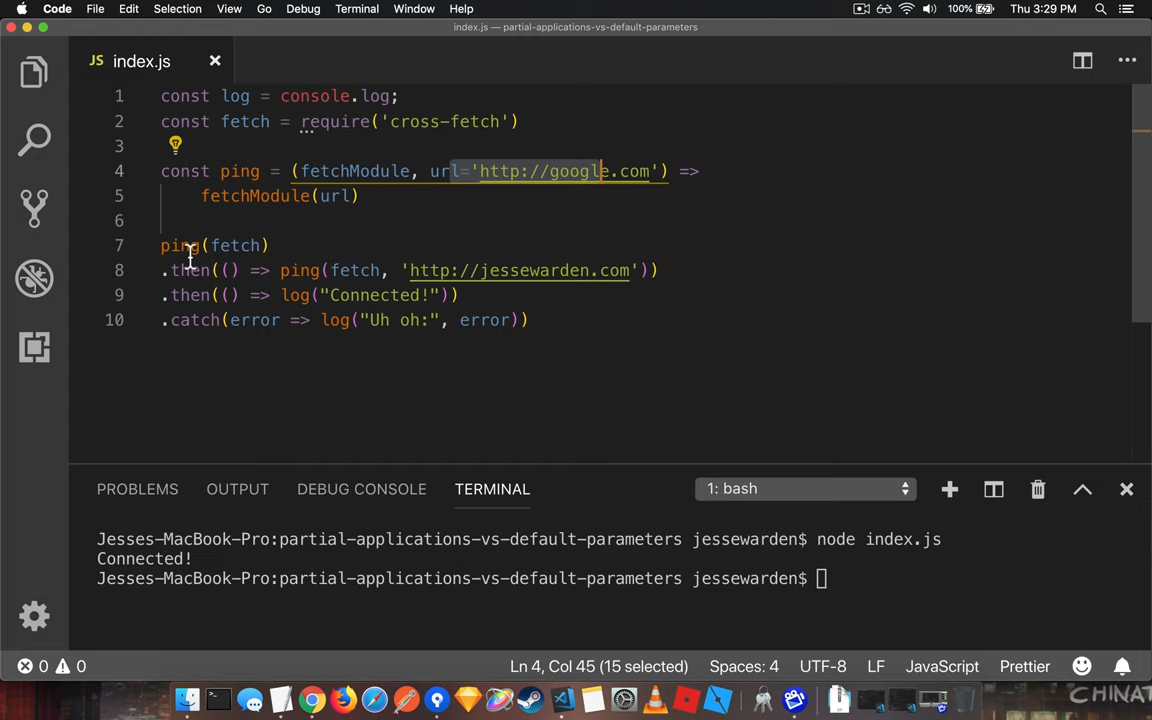 Code File Edit Selection View Go Debug Terminal Window Help 100% Thu 3:29 PM
index.js — partial-applications-vs-default-parameters
JS index.js
1 const log = console.log;
2 const fetch = require('cross-fetch')
3
4 const ping = (fetchModule, url='http://google.com') =>
5 fetchModule(url)
6
7 ping(fetch)
8 .then(() => ping(fetch, 'http://jessewarden.com'))
9 .then(() => log("Connected!"))
10 .catch(error => log("Uh oh:", error))
PROBLEMS OUTPUT DEBUG CONSOLE TERMINAL 1: bash
Jesses-MacBook-Pro:partial-applications-vs-default-parameters jessewarden$ node index.js
Connected!
Jesses-MacBook-Pro:partial-applications-vs-default-parameters jessewarden$
0 0 Ln 4, Col 45 (15 selected) Spaces: 4 UTF-8 LF JavaScript Prettier
CHINAT